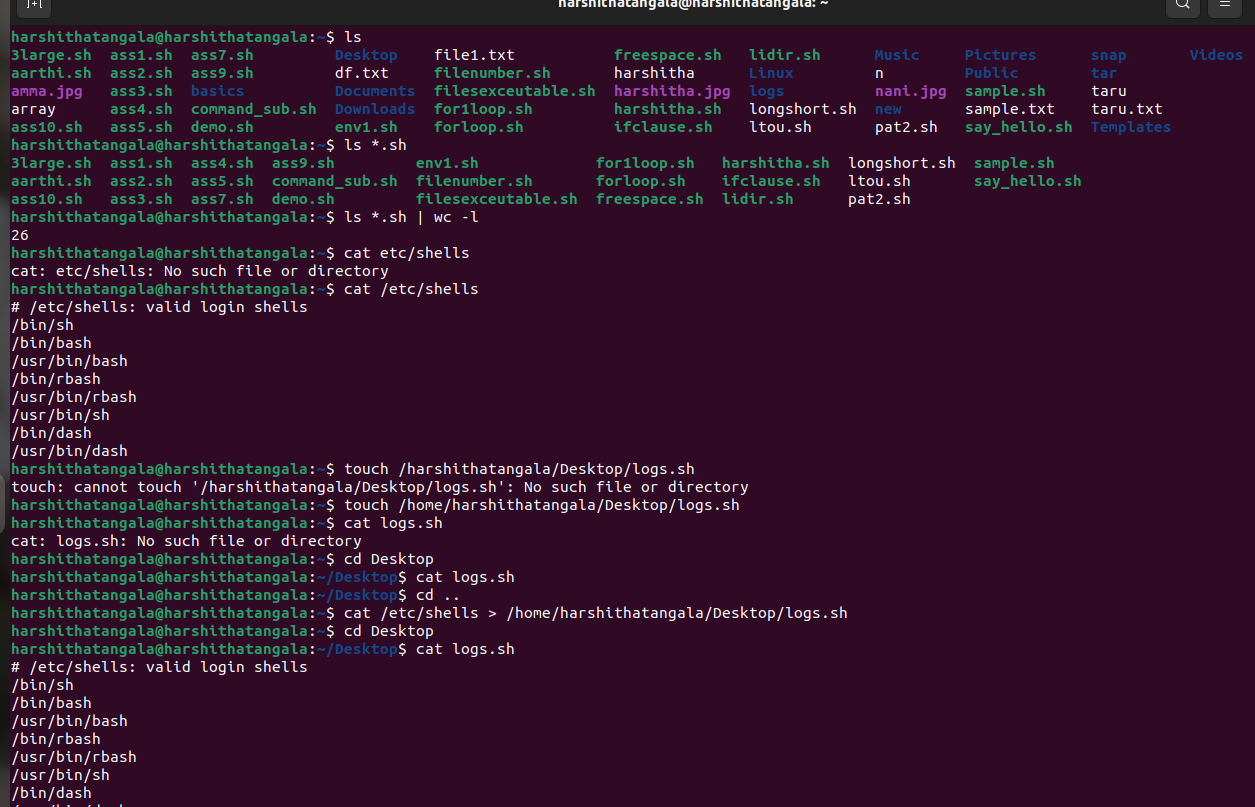 harshithatangala@harshithatangala: ~
harshithatangala@harshithatangala:~$ ls
3large.sh ass1.sh ass7.sh Desktop file1.txt freespace.sh lidir.sh Music Pictures snap Videos
aarthi.sh ass2.sh ass9.sh df.txt filenumber.sh harshitha Linux n Public tar
amma.jpg ass3.sh basics Documents filesexceutable.sh harshitha.jpg logs nani.jpg sample.sh taru
array ass4.sh command_sub.sh Downloads for1loop.sh harshitha.sh longshort.sh new sample.txt taru.txt
ass10.sh ass5.sh demo.sh env1.sh forloop.sh ifclause.sh ltou.sh pat2.sh say_hello.sh Templates
harshithatangala@harshithatangala:~$ ls *.sh
3large.sh ass1.sh ass4.sh ass9.sh env1.sh for1loop.sh harshitha.sh longshort.sh sample.sh
aarthi.sh ass2.sh ass5.sh command_sub.sh filenumber.sh forloop.sh ifclause.sh ltou.sh say_hello.sh
ass10.sh ass3.sh ass7.sh demo.sh filesexceutable.sh freespace.sh lidir.sh pat2.sh
harshithatangala@harshithatangala:~$ ls *.sh | wc -l
26
harshithatangala@harshithatangala:~$ cat etc/shells
cat: etc/shells: No such file or directory
harshithatangala@harshithatangala:~$ cat /etc/shells
# /etc/shells: valid login shells
/bin/sh
/bin/bash
/usr/bin/bash
/bin/rbash
/usr/bin/rbash
/usr/bin/sh
/bin/dash
/usr/bin/dash
harshithatangala@harshithatangala:~$ touch /harshithatangala/Desktop/logs.sh
touch: cannot touch '/harshithatangala/Desktop/logs.sh': No such file or directory
harshithatangala@harshithatangala:~$ touch /home/harshithatangala/Desktop/logs.sh
harshithatangala@harshithatangala:~$ cat logs.sh
cat: logs.sh: No such file or directory
harshithatangala@harshithatangala:~$ cd Desktop
harshithatangala@harshithatangala:~/Desktop$ cat logs.sh
harshithatangala@harshithatangala:~/Desktop$ cd ..
harshithatangala@harshithatangala:~$ cat /etc/shells > /home/harshithatangala/Desktop/logs.sh
harshithatangala@harshithatangala:~$ cd Desktop
harshithatangala@harshithatangala:~/Desktop$ cat logs.sh
# /etc/shells: valid login shells
/bin/sh
/bin/bash
/usr/bin/bash
/bin/rbash
/usr/bin/rbash
/usr/bin/sh
/bin/dash